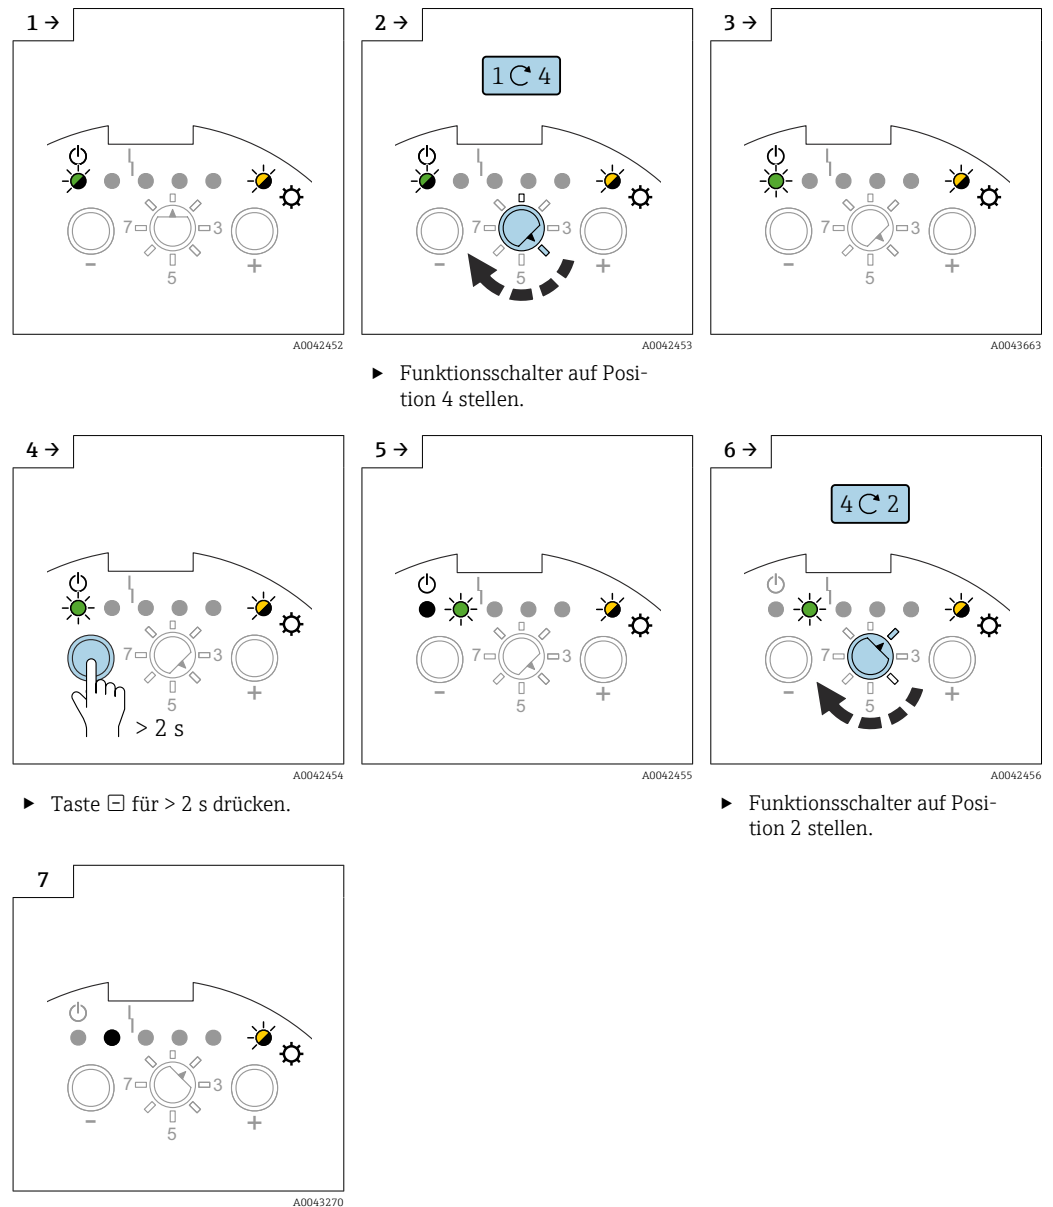 1 →
2 →
3 →
1 4
7 3
5
- +
7 3
5
- +
7 3
5
- +
A0042452
A0042453
A0043663
▶ Funktionsschalter auf Posi-
tion 4 stellen.
4 →
5 →
6 →
4 2
7 3
5
- +
> 2 s
7 3
5
- +
7 3
5
- +
A0042454
A0042455
A0042456
▶ Taste ⊟ für > 2 s drücken.
▶ Funktionsschalter auf Posi-
tion 2 stellen.
7
7 3
5
- +
A0043270